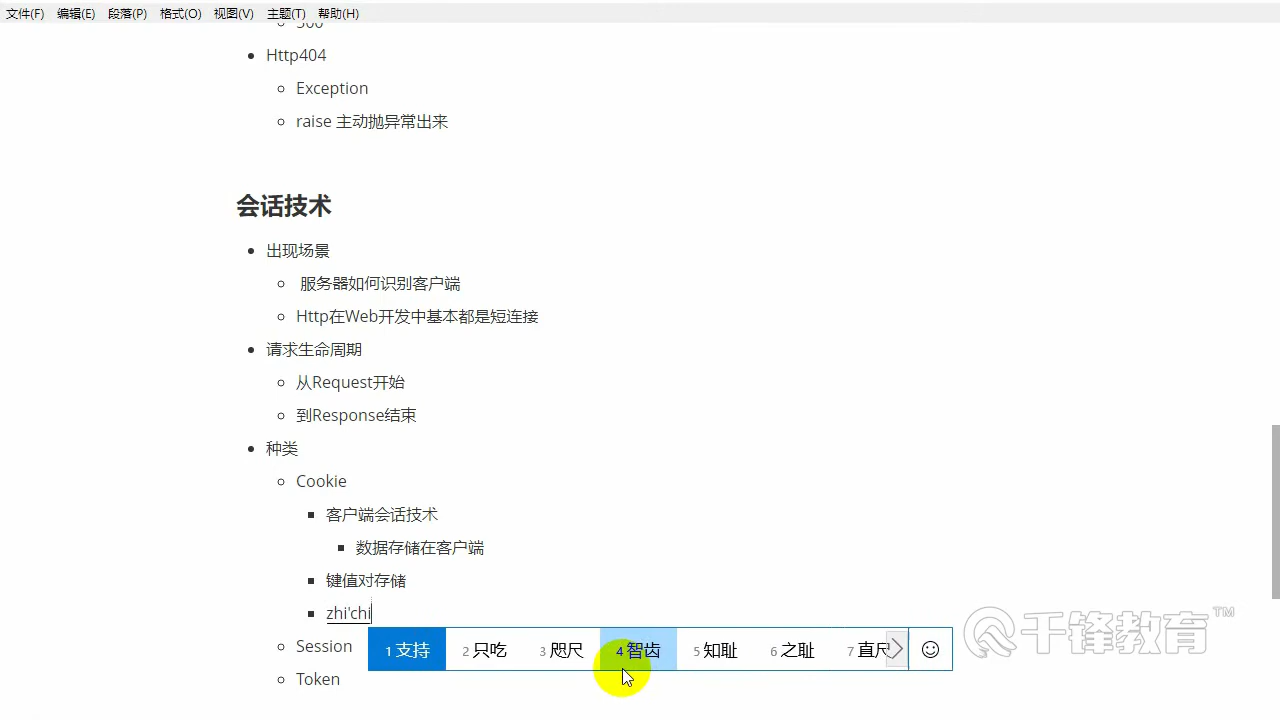 文件(F) 编辑(E) 段落(P) 格式(O) 视图(V) 主题(T) 帮助(H)
500
Http404
Exception
raise 主动抛异常出来
会话技术
出现场景
服务器如何识别客户端
Http在Web开发中基本都是短连接
请求生命周期
从Request开始
到Response结束
种类
Cookie
客户端会话技术
数据存储在客户端
键值对存储
zhi'chi
1 支持 2 只吃 3 咫尺 4 智齿 5 知耻 6 之耻 7 直尺
Session
Token
千锋教育™